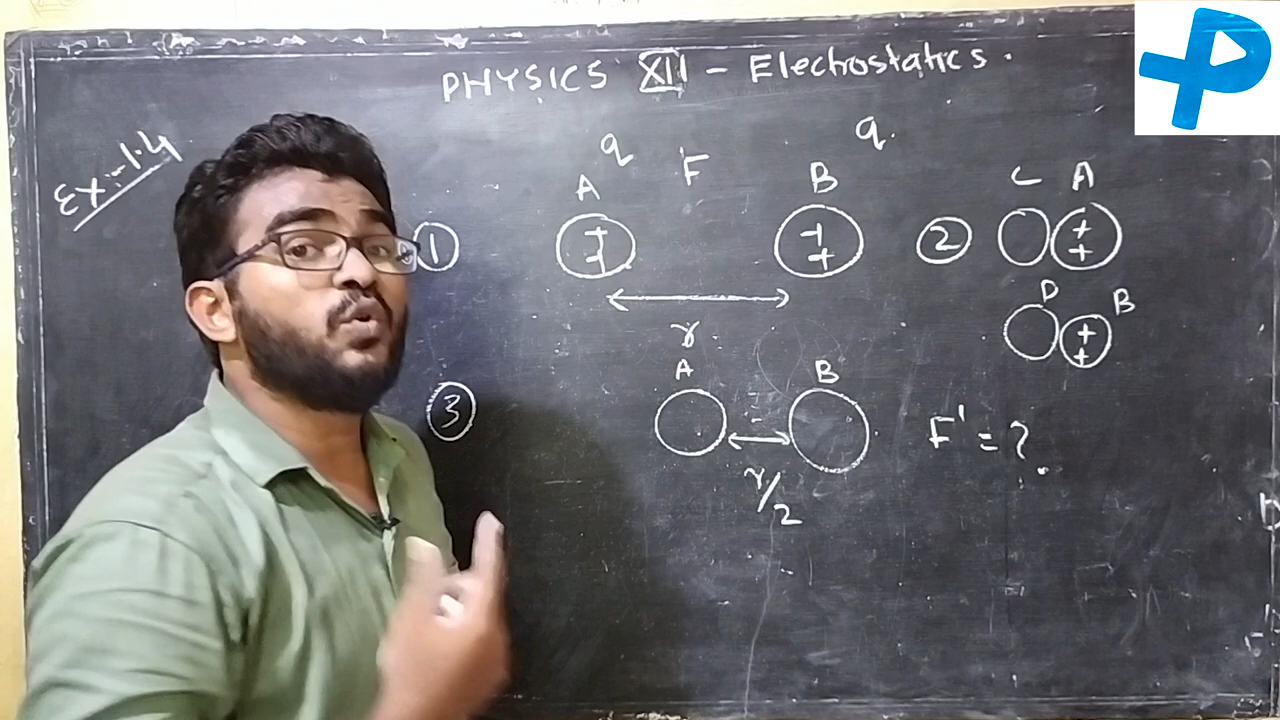 PHYSICS XII - Electrostatics.
Ex:-1.4
q F q.
A B C A
1 + + + + 2 + +
D B
+ +
r
A B
3 F' = ?
r/2